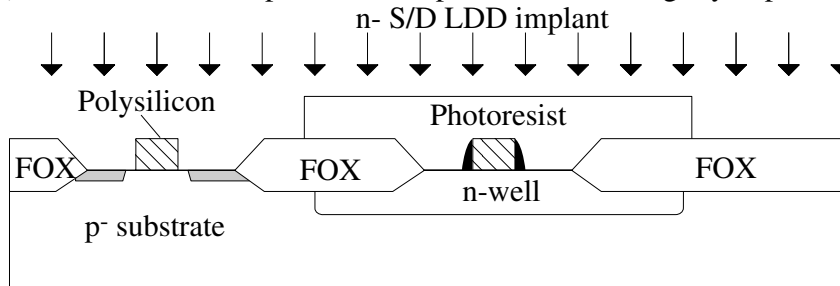 n- S/D LDD implant
Polysilicon
Photoresist
FOX
FOX
FOX
n-well
p- substrate